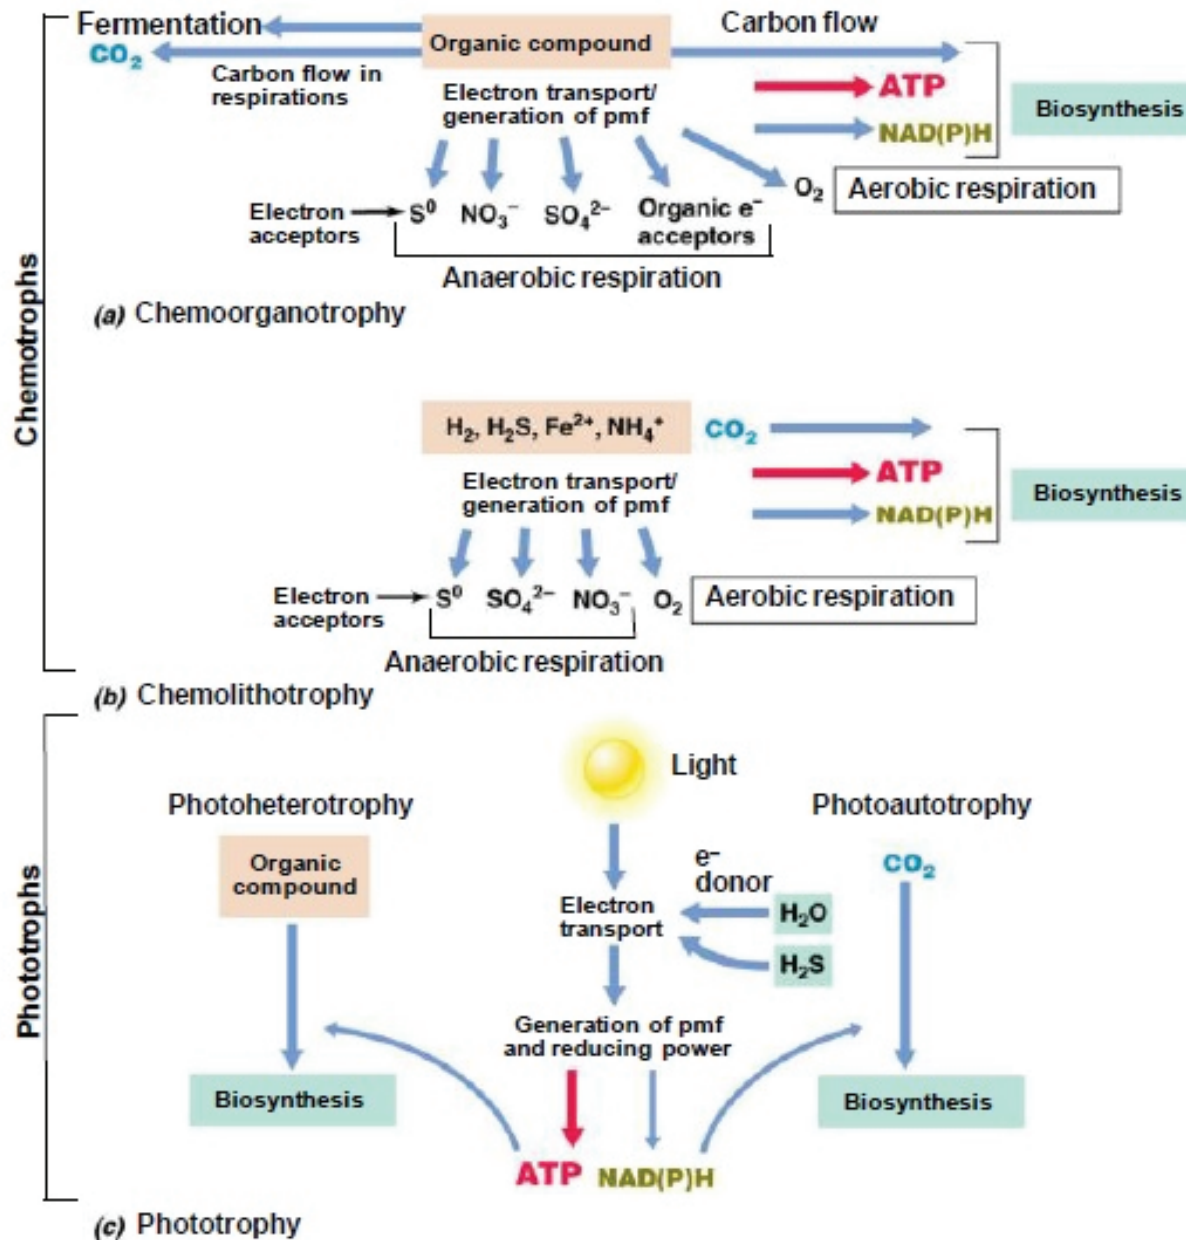 Chemotrophs
Fermentation
CO₂
Organic compound
Carbon flow
Carbon flow in
respirations
Electron transport/
generation of pmf
ATP
NAD(P)H
Biosynthesis
Electron
acceptors
S⁰ NO₃⁻ SO₄²⁻ Organic e⁻
acceptors
O₂ Aerobic respiration
Anaerobic respiration
(a) Chemoorganotrophy
H₂, H₂S, Fe²⁺, NH₄⁺
CO₂
Electron transport/
generation of pmf
ATP
NAD(P)H
Biosynthesis
Electron
acceptors
S⁰ SO₄²⁻ NO₃⁻ O₂ Aerobic respiration
Anaerobic respiration
(b) Chemolithotrophy
Phototrophs
Light
Photoheterotrophy
Photoautotrophy
Organic
compound
CO₂
e⁻
donor
Electron
transport
H₂O
H₂S
Generation of pmf
and reducing power
Biosynthesis
Biosynthesis
ATP NAD(P)H
(c) Phototrophy